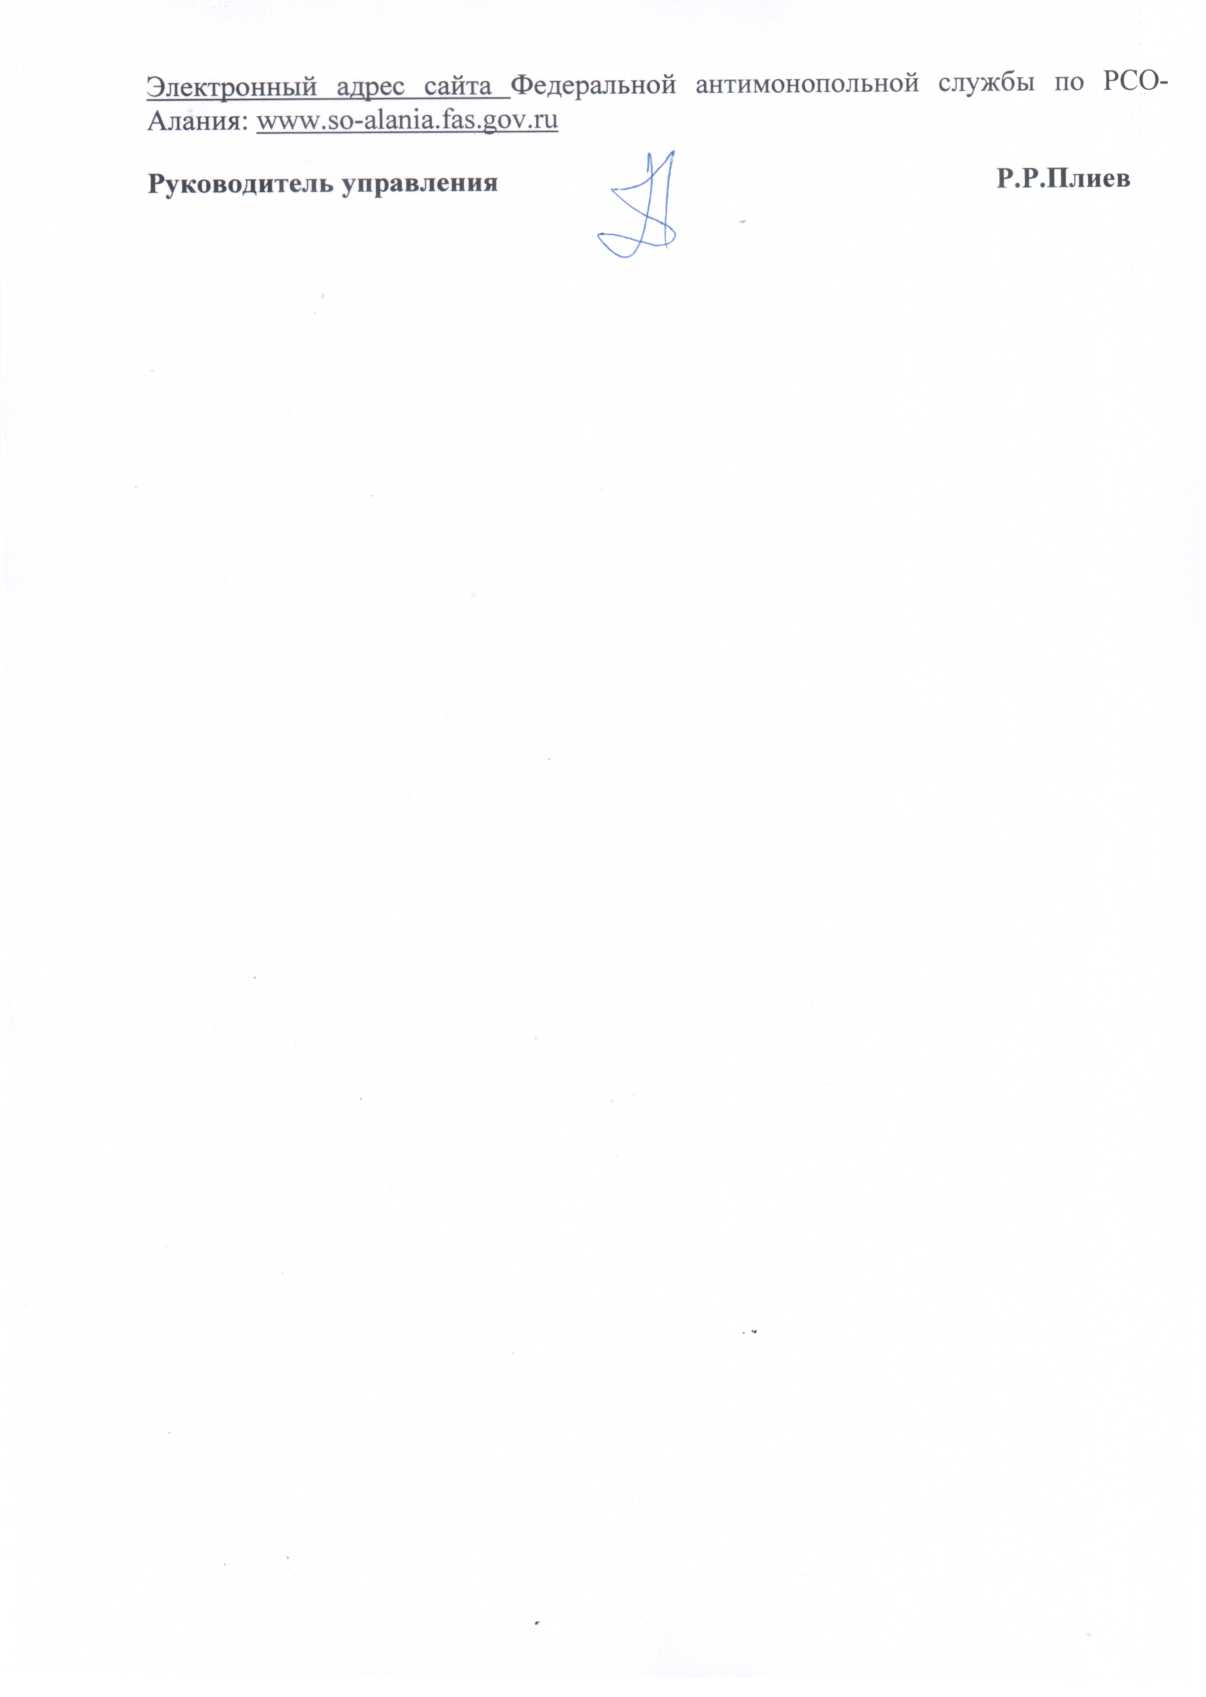 Электронный адрес сайта Федеральной антимонопольной службы по РСО-
Алания: www.so-alania.fas.gov.ru
Руководитель управления Р.Р.Плиев